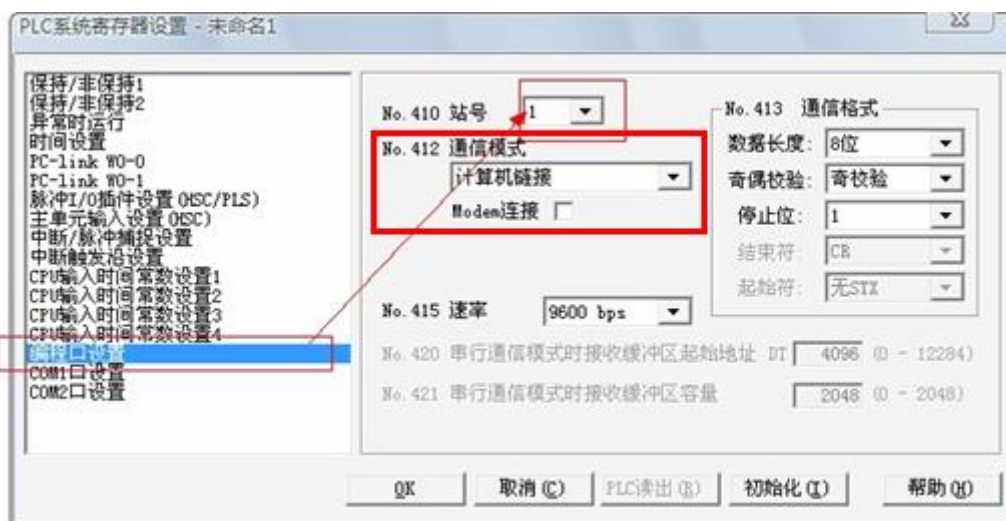 PLC系统寄存器设置 - 未命名1
保持/非保持1
保持/非保持2
异常时运行
时间设置
PC-link W0-0
PC-link W0-1
脉冲I/O插件设置(HSC/PLS)
主单元输入设置(HSC)
中断/脉冲捕捉设置
中断触发沿设置
CPU输入时间常数设置1
CPU输入时间常数设置2
CPU输入时间常数设置3
CPU输入时间常数设置4
编程口设置
COM1口设置
COM2口设置
No. 410 站号 1
No. 412 通信模式
计算机链接
Modem连接
No. 415 速率 9600 bps
No. 413 通信格式
数据长度: 8位
奇偶校验: 奇校验
停止位: 1
结束符: CR
起始符: 无STX
No. 420 串行通信模式时接收缓冲区起始地址 DT 4096 (0 - 12284)
No. 421 串行通信模式时接收缓冲区容量 2048 (0 - 2048)
OK 取消(C) PLC读出(R) 初始化(I) 帮助(H)